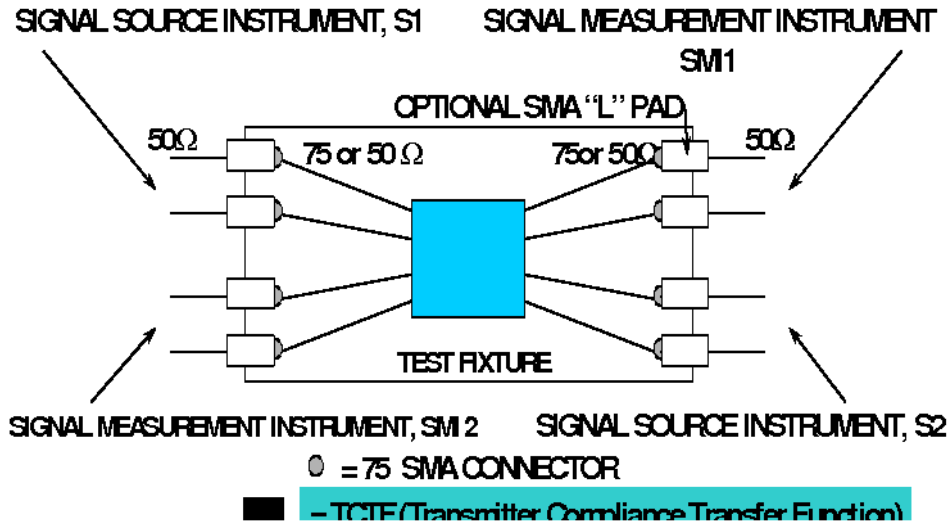 SIGNAL SOURCE INSTRUMENT, S1
SIGNAL MEASUREMENT INSTRUMENT
SMI1
OPTIONAL SMA “L” PAD
50Ω
75 or 50 Ω
75or 50Ω
50Ω
TEST FIXTURE
SIGNAL MEASUREMENT INSTRUMENT, SMI 2
SIGNAL SOURCE INSTRUMENT, S2
= 75 SMA CONNECTOR
= TCTF (Transmitter Compliance Transfer Function)